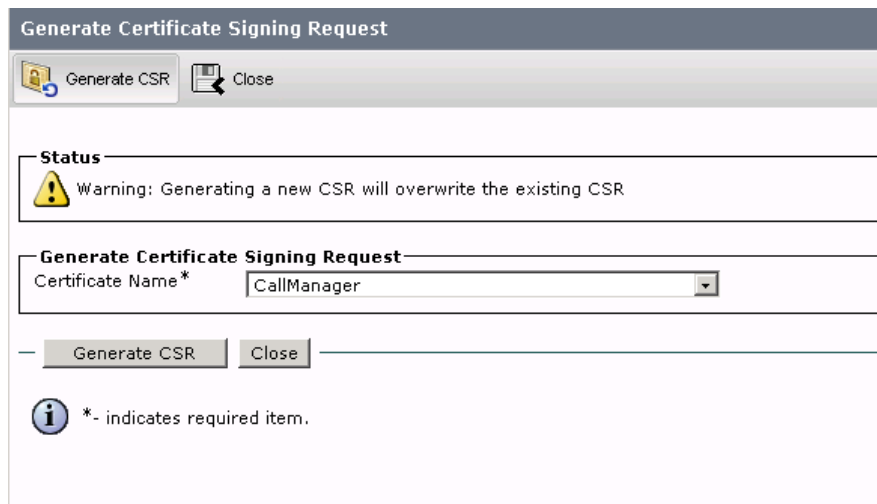 Generate Certificate Signing Request
Generate CSR Close
Status
Warning: Generating a new CSR will overwrite the existing CSR
Generate Certificate Signing Request
Certificate Name* CallManager
Generate CSR Close
*- indicates required item.